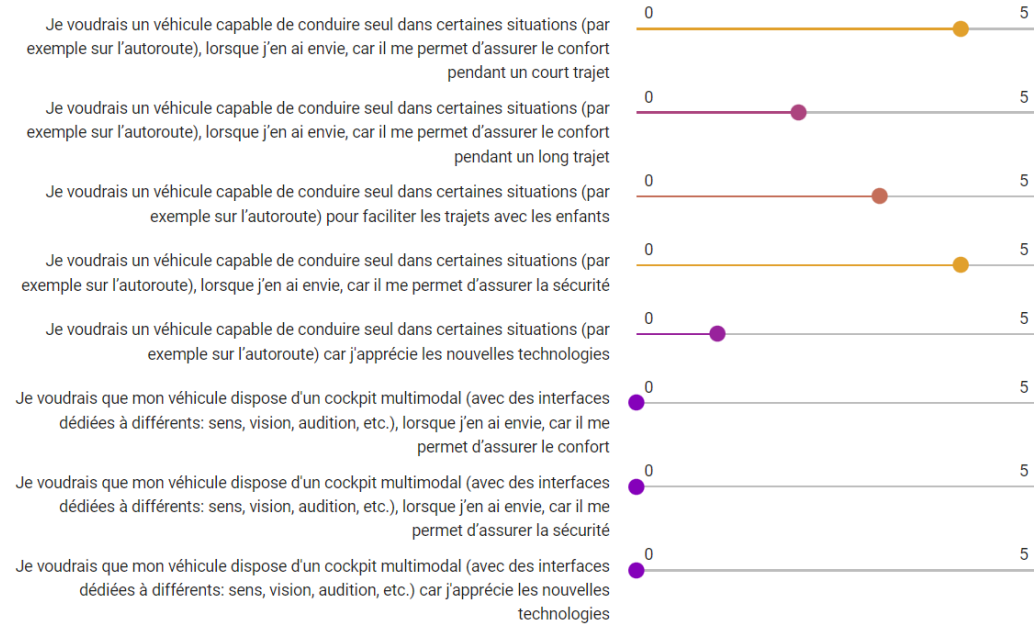 Je voudrais un véhicule capable de conduire seul dans certaines situations (par
exemple sur l'autoroute), lorsque j'en ai envie, car il me permet d'assurer le confort
pendant un court trajet
0 5
Je voudrais un véhicule capable de conduire seul dans certaines situations (par
exemple sur l'autoroute), lorsque j'en ai envie, car il me permet d'assurer le confort
pendant un long trajet
0 5
Je voudrais un véhicule capable de conduire seul dans certaines situations (par
exemple sur l'autoroute) pour faciliter les trajets avec les enfants
0 5
Je voudrais un véhicule capable de conduire seul dans certaines situations (par
exemple sur l'autoroute), lorsque j'en ai envie, car il me permet d'assurer la sécurité
0 5
Je voudrais un véhicule capable de conduire seul dans certaines situations (par
exemple sur l'autoroute) car j'apprécie les nouvelles technologies
0 5
Je voudrais que mon véhicule dispose d'un cockpit multimodal (avec des interfaces
dédiées à différents: sens, vision, audition, etc.), lorsque j'en ai envie, car il me
permet d'assurer le confort
0 5
Je voudrais que mon véhicule dispose d'un cockpit multimodal (avec des interfaces
dédiées à différents: sens, vision, audition, etc.), lorsque j'en ai envie, car il me
permet d'assurer la sécurité
0 5
Je voudrais que mon véhicule dispose d'un cockpit multimodal (avec des interfaces
dédiées à différents: sens, vision, audition, etc.) car j'apprécie les nouvelles
technologies
0 5